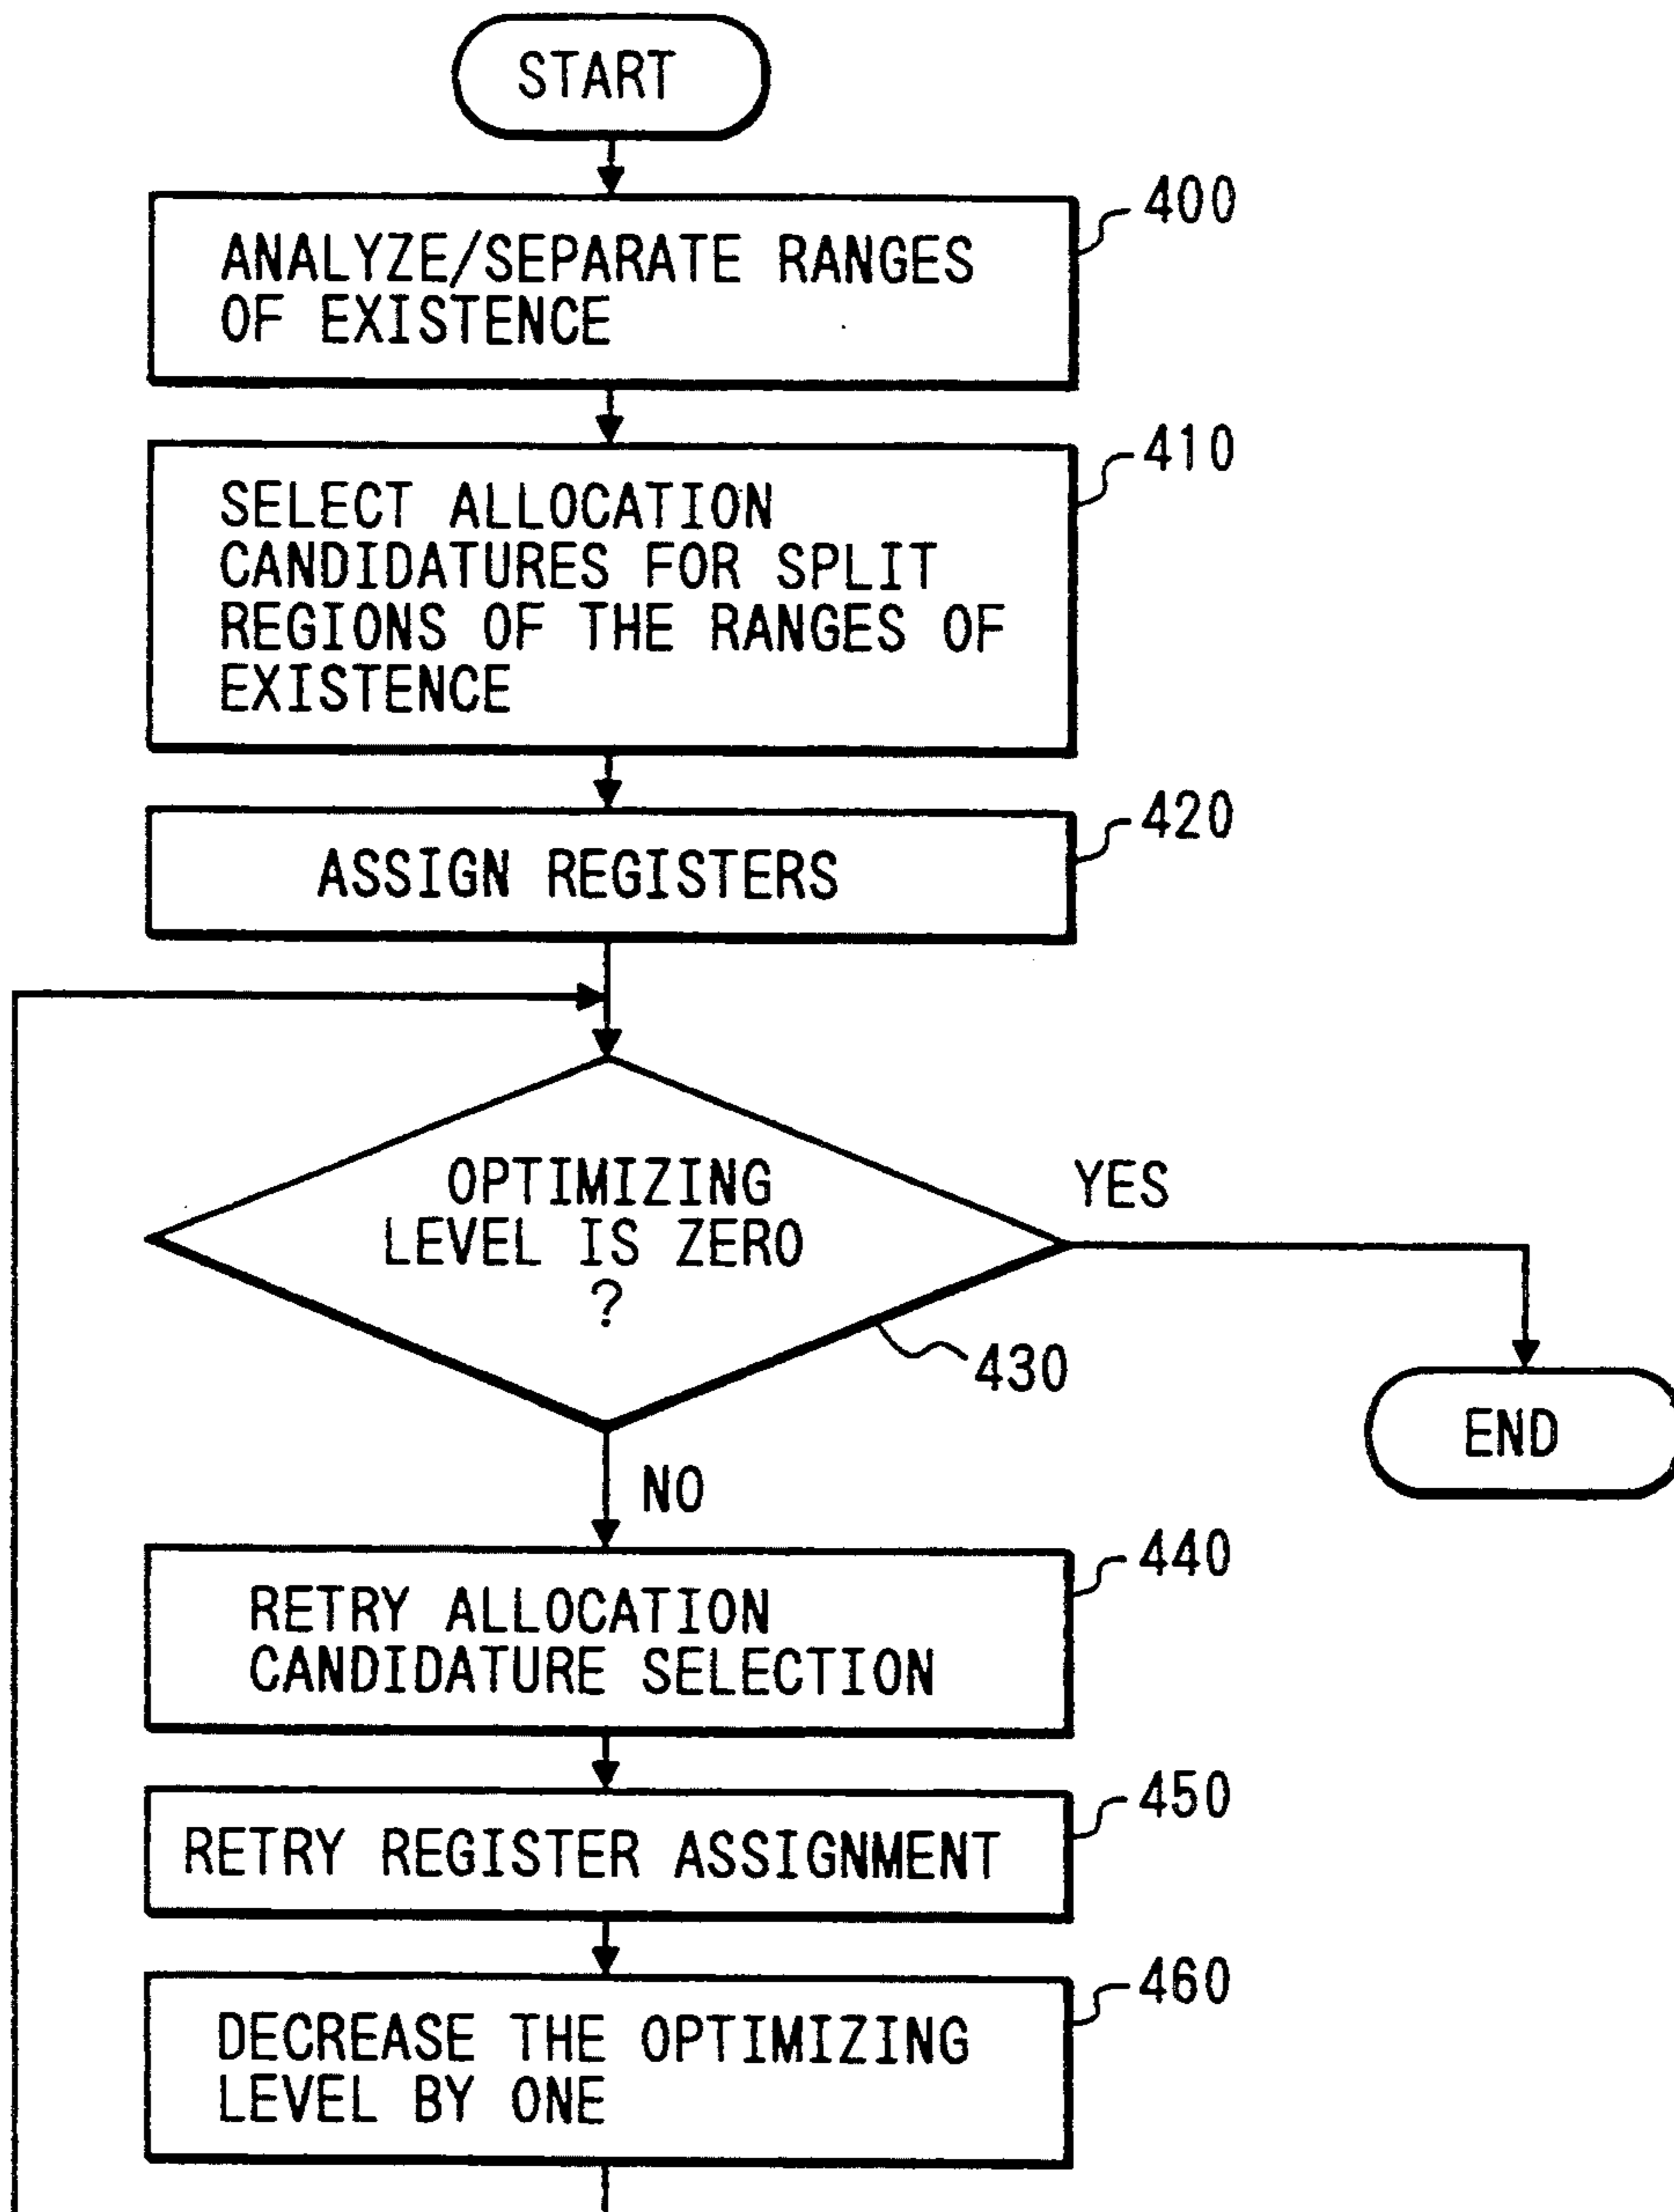 START
400
ANALYZE/SEPARATE RANGES
OF EXISTENCE
410
SELECT ALLOCATION
CANDIDATURES FOR SPLIT
REGIONS OF THE RANGES OF
EXISTENCE
420
ASSIGN REGISTERS
OPTIMIZING
LEVEL IS ZERO
?
YES
430
END
NO
440
RETRY ALLOCATION
CANDIDATURE SELECTION
450
RETRY REGISTER ASSIGNMENT
460
DECREASE THE OPTIMIZING
LEVEL BY ONE